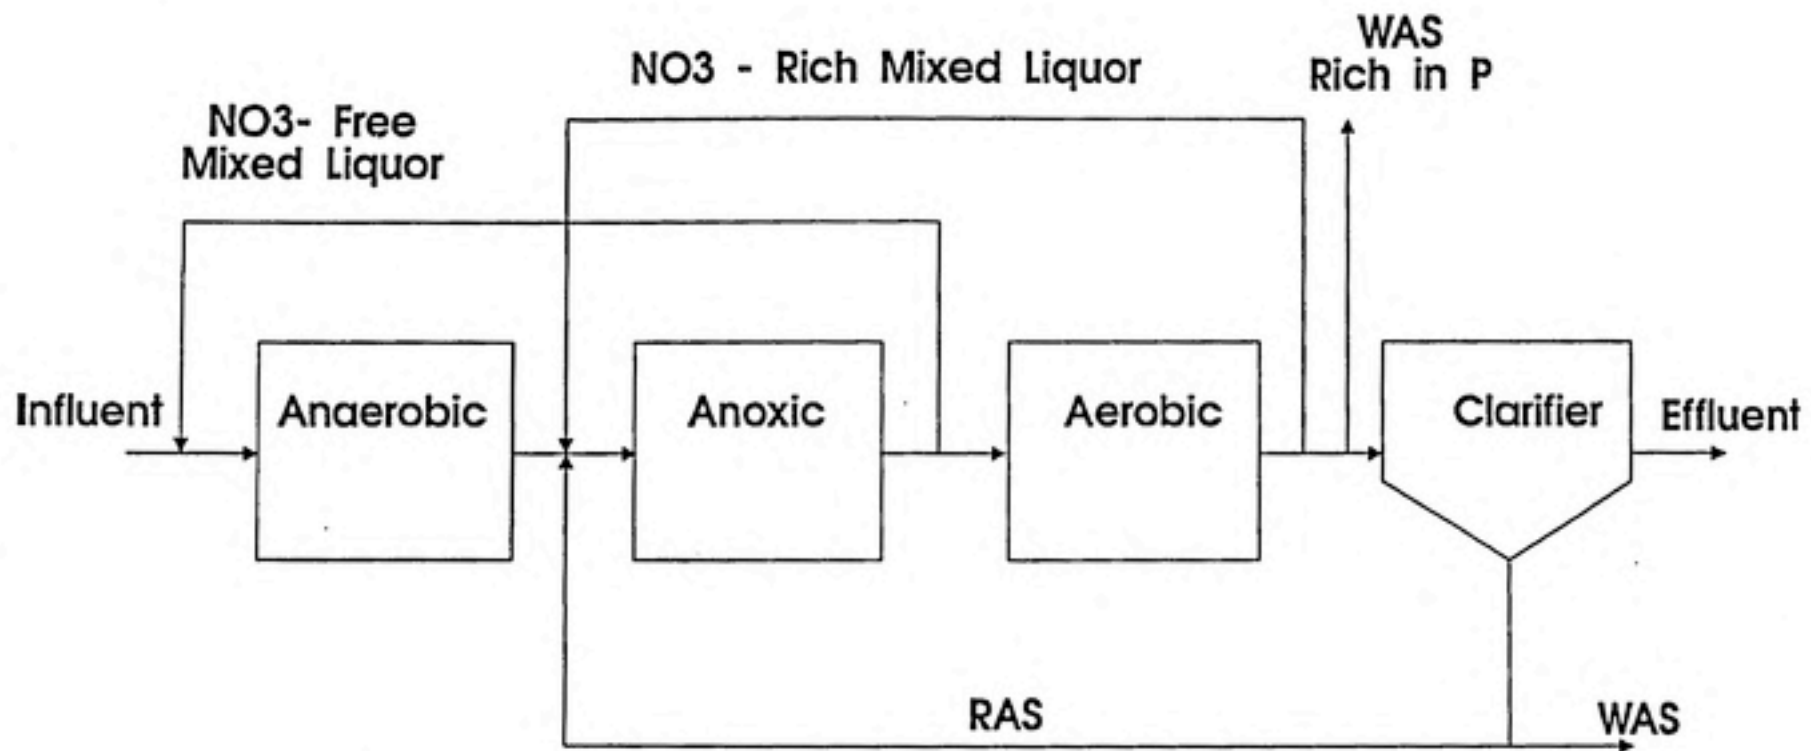 WAS
Rich in P
NO3 - Rich Mixed Liquor
NO3- Free
Mixed Liquor
Influent
Anaerobic
Anoxic
Aerobic
Clarifier
Effluent
RAS
WAS